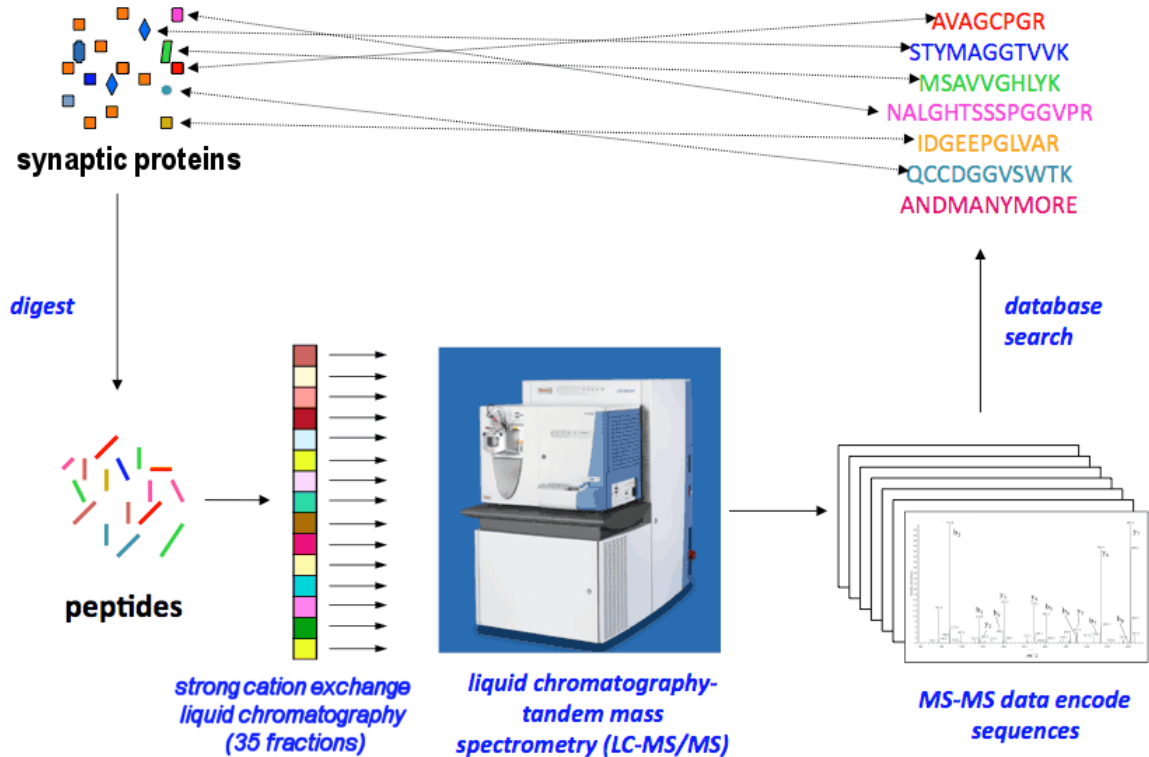 AVAGCPGR
STYMAGGTVVK
MSAVVGHLYK
NALGHTSSSPGGVPR
IDGEEPGLVAR
QCCDGGVSWTK
ANDMANYMORE
synaptic proteins
digest
database
search
peptides
strong cation exchange
liquid chromatography
(35 fractions)
liquid chromatography-
tandem mass
spectrometry (LC-MS/MS)
MS-MS data encode
sequences